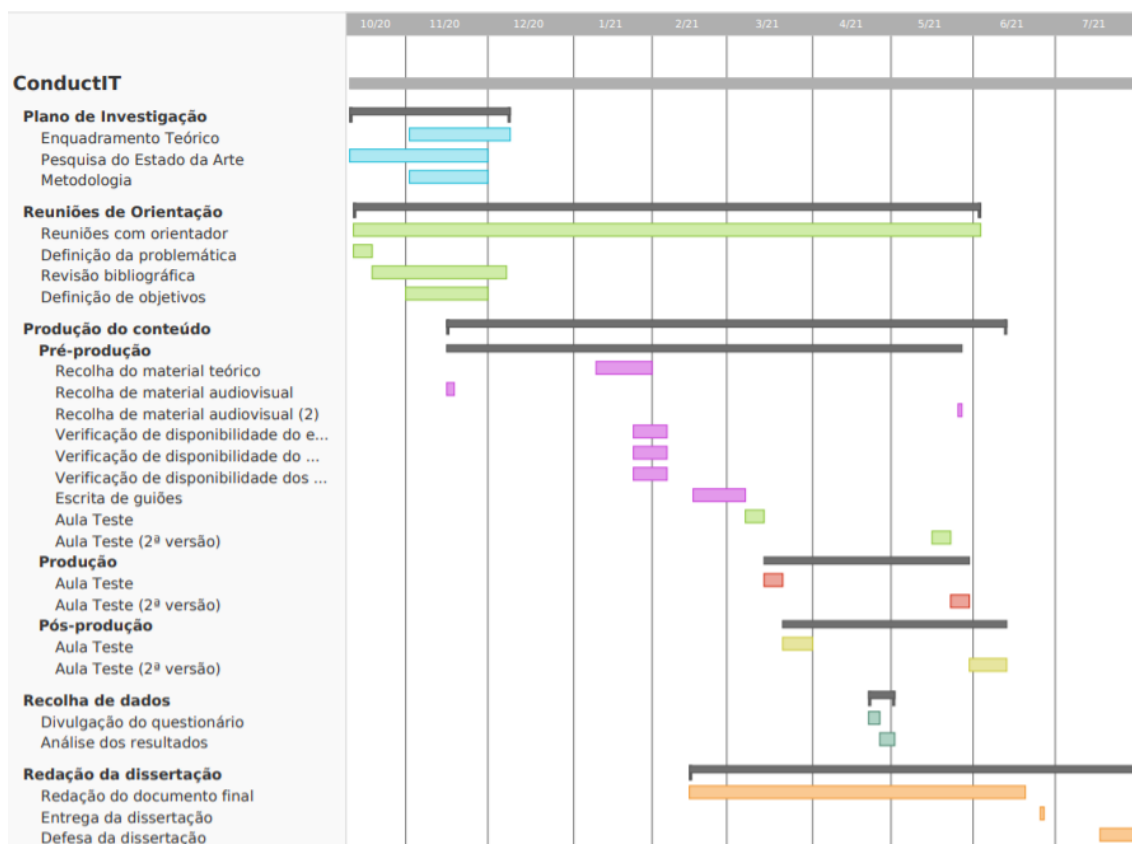 10/20 11/20 12/20 1/21 2/21 3/21 4/21 5/21 6/21 7/21
ConductIT
Plano de Investigação
Enquadramento Teórico
Pesquisa do Estado da Arte
Metodologia
Reuniões de Orientação
Reuniões com orientador
Definição da problemática
Revisão bibliográfica
Definição de objetivos
Produção do conteúdo
Pré-produção
Recolha do material teórico
Recolha de material audiovisual
Recolha de material audiovisual (2)
Verificação de disponibilidade do e...
Verificação de disponibilidade do ...
Verificação de disponibilidade dos ...
Escrita de guiões
Aula Teste
Aula Teste (2ª versão)
Produção
Aula Teste
Aula Teste (2ª versão)
Pós-produção
Aula Teste
Aula Teste (2ª versão)
Recolha de dados
Divulgação do questionário
Análise dos resultados
Redação da dissertação
Redação do documento final
Entrega da dissertação
Defesa da dissertação